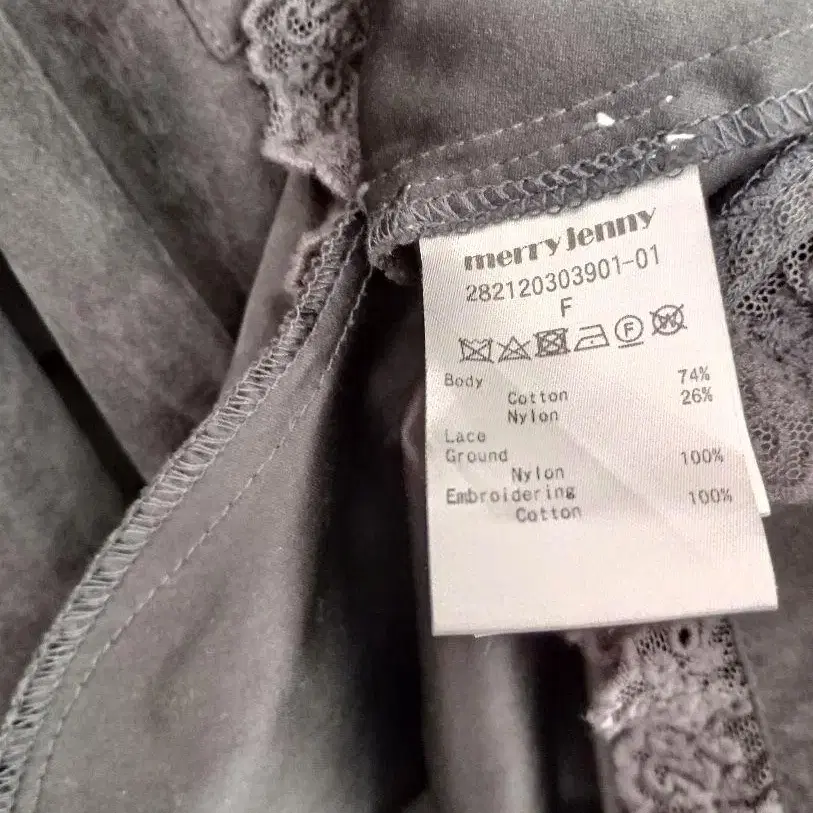 merry jenny
282120303901-01
F
F W
Body 74%
Cotton 26%
Nylon
Lace
Ground 100%
Nylon
Embroidering 100%
Cotton